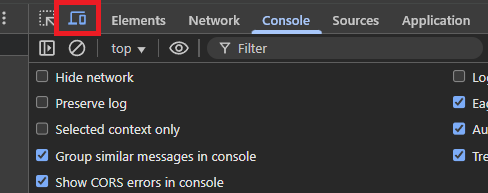 Elements Network Console Sources Application
top Filter
Hide network
Preserve log
Selected context only
Group similar messages in console
Show CORS errors in console